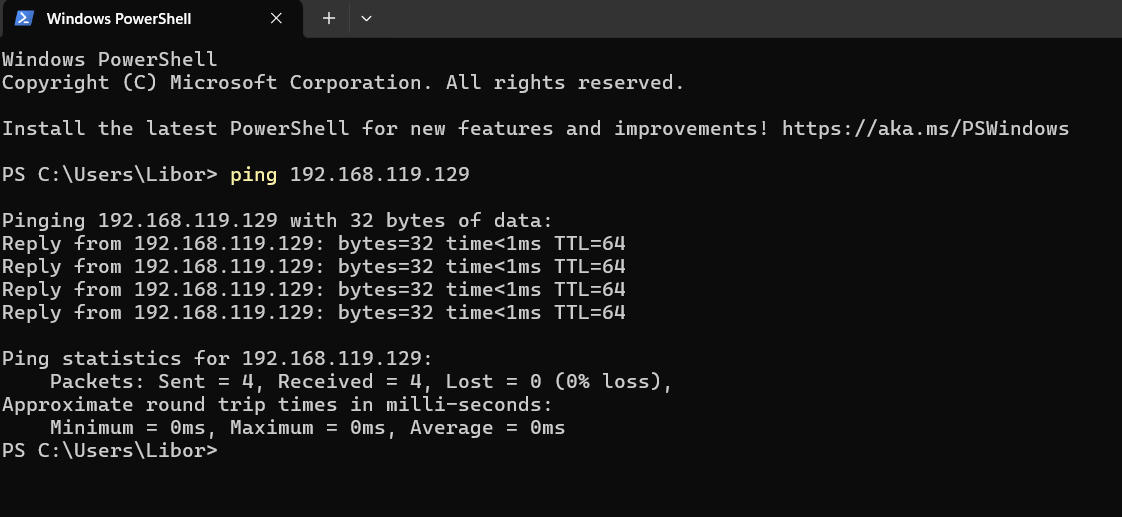 Windows PowerShell
Windows PowerShell
Copyright (C) Microsoft Corporation. All rights reserved.
Install the latest PowerShell for new features and improvements! https://aka.ms/PSWindows
PS C:\Users\Libor> ping 192.168.119.129
Pinging 192.168.119.129 with 32 bytes of data:
Reply from 192.168.119.129: bytes=32 time<1ms TTL=64
Reply from 192.168.119.129: bytes=32 time<1ms TTL=64
Reply from 192.168.119.129: bytes=32 time<1ms TTL=64
Reply from 192.168.119.129: bytes=32 time<1ms TTL=64
Ping statistics for 192.168.119.129:
    Packets: Sent = 4, Received = 4, Lost = 0 (0% loss),
Approximate round trip times in milli-seconds:
    Minimum = 0ms, Maximum = 0ms, Average = 0ms
PS C:\Users\Libor>